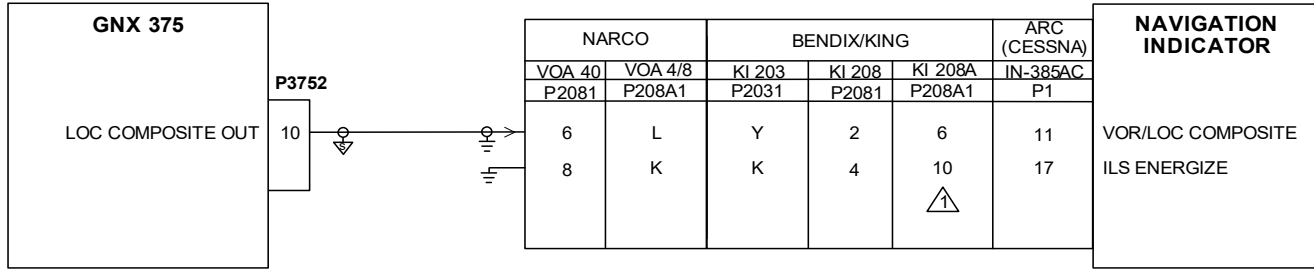 GNX 375
P3752
LOC COMPOSITE OUT 10
S
NARCO BENDIX/KING ARC (CESSNA)
VOA 40 VOA 4/8 KI 203 KI 208 KI 208A IN-385AC
P2081 P208A1 P2031 P2081 P208A1 P1
6 L Y 2 6 11
8 K K 4 10 17
1
NAVIGATION
INDICATOR
VOR/LOC COMPOSITE
ILS ENERGIZE